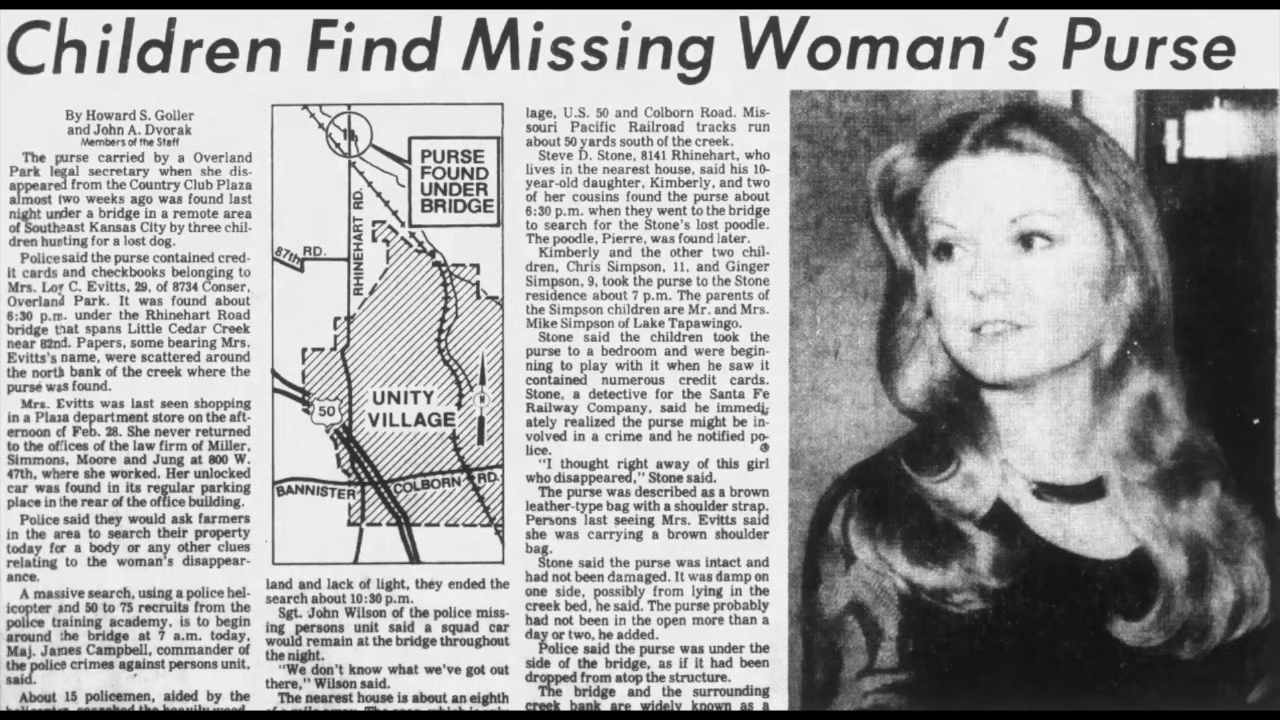 Children Find Missing Woman's Purse
By Howard S. Goller
and John A. Dvorak
Members of the Staff
The purse carried by a Overland
Park legal secretary when she dis-
appeared from the Country Club Plaza
almost two weeks ago was found last
night under a bridge in a remote area
of Southeast Kansas City by three chil-
dren hunting for a lost dog.
Police said the purse contained cred-
it cards and checkbooks belonging to
Mrs. Loy C. Evitts, 29, of 8734 Conser,
Overland Park. It was found about
6:30 p.m. under the Rhinehart Road
bridge that spans Little Cedar Creek
near 82nd. Papers, some bearing Mrs.
Evitts's name, were scattered around
the north bank of the creek where the
purse was found.
Mrs. Evitts was last seen shopping
in a Plaza department store on the aft-
ernoon of Feb. 28. She never returned
to the offices of the law firm of Miller,
Simmons, Moore and Jung at 800 W.
47th, where she worked. Her unlocked
car was found in its regular parking
place in the rear of the office building.
Police said they would ask farmers
in the area to search their property
today for a body or any other clues
relating to the woman's disappear-
ance.
A massive search, using a police hel-
icopter and 50 to 75 recruits from the
police training academy, is to begin
around the bridge at 7 a.m. today,
Maj. James Campbell, commander of
the police crimes against persons unit,
said.
About 15 policemen, aided by the
PURSE
FOUND
UNDER
BRIDGE
RHINEHART RD.
87th RD.
UNITY
VILLAGE
N
50
BANNISTER
COLBORN RD.
land and lack of light, they ended the
search about 10:30 p.m.
Sgt. John Wilson of the police miss-
ing persons unit said a squad car
would remain at the bridge throughout
the night.
"We don't know what we've got out
there," Wilson said.
The nearest house is about an eighth
lage, U.S. 50 and Colborn Road. Mis-
souri Pacific Railroad tracks run
about 50 yards south of the creek.
Steve D. Stone, 8141 Rhinehart, who
lives in the nearest house, said his 10-
year-old daughter, Kimberly, and two
of her cousins found the purse about
6:30 p.m. when they went to the bridge
to search for the Stone's lost poodle.
The poodle, Pierre, was found later.
Kimberly and the other two chil-
dren, Chris Simpson, 11, and Ginger
Simpson, 9, took the purse to the Stone
residence about 7 p.m. The parents of
the Simpson children are Mr. and Mrs.
Mike Simpson of Lake Tapawingo.
Stone said the children took the
purse to a bedroom and were begin-
ning to play with it when he saw it
contained numerous credit cards.
Stone, a detective for the Santa Fe
Railway Company, said he immedi-
ately realized the purse might be in-
volved in a crime and he notified po-
lice.
"I thought right away of this girl
who disappeared," Stone said.
The purse was described as a brown
leather-type bag with a shoulder strap.
Persons last seeing Mrs. Evitts said
she was carrying a brown shoulder
bag.
Stone said the purse was intact and
had not been damaged. It was damp on
one side, possibly from lying in the
creek bed, he said. The purse probably
had not been in the open more than a
day or two, he added.
Police said the purse was under the
side of the bridge, as if it had been
dropped from atop the structure.
The bridge and the surrounding
creek bank are widely known as a